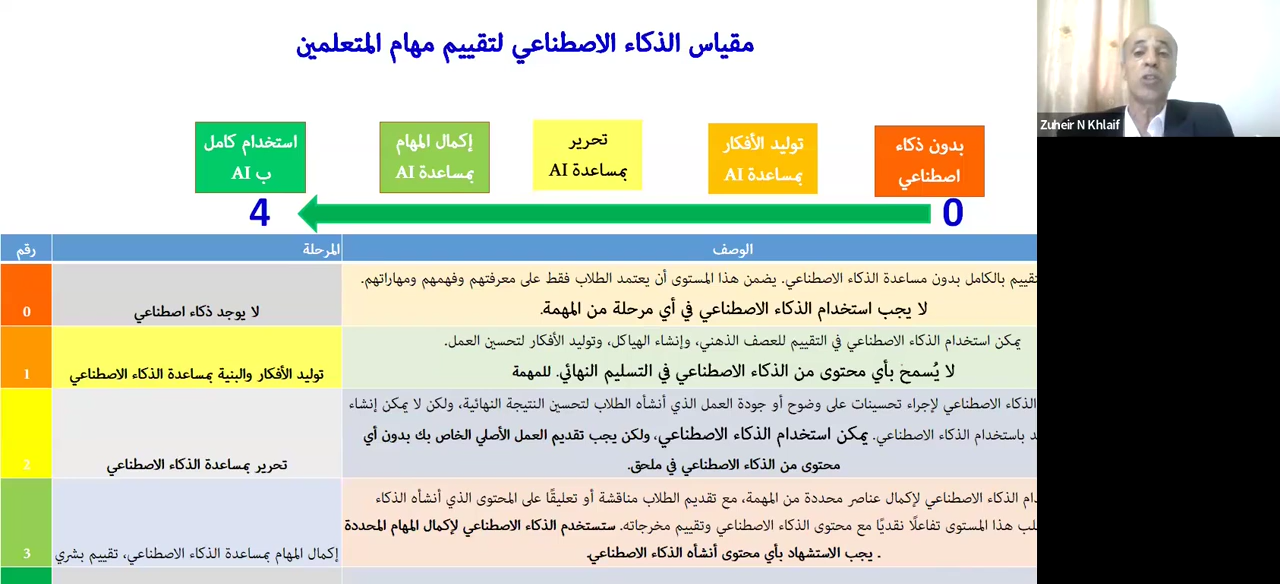 مقياس الذكاء الاصطناعي لتقييم مهام المتعلمين
Zuheir N Khlaif
بدون ذكاء
اصطناعي
توليد الأفكار
بمساعدة AI
تحرير
بمساعدة AI
إكمال المهام
بمساعدة AI
استخدام كامل
ب AI
0
4
الوصف
المرحلة
رقم
تقييم بالكامل بدون مساعدة الذكاء الاصطناعي. يضمن هذا المستوى أن يعتمد الطلاب فقط على معرفتهم وفهمهم ومهاراتهم.
لا يجب استخدام الذكاء الاصطناعي في أي مرحلة من المهمة.
لا يوجد ذكاء اصطناعي
0
يمكن استخدام الذكاء الاصطناعي في التقييم للعصف الذهني، وإنشاء الهياكل، وتوليد الأفكار لتحسين العمل.
لا يُسمح بأي محتوى من الذكاء الاصطناعي في التسليم النهائي. للمهمة
توليد الأفكار والبنية بمساعدة الذكاء الاصطناعي
1
الذكاء الاصطناعي لإجراء تحسينات على وضوح أو جودة العمل الذي أنشأه الطلاب لتحسين النتيجة النهائية، ولكن لا يمكن إنشاء
باستخدام الذكاء الاصطناعي. يمكن استخدام الذكاء الاصطناعي، ولكن يجب تقديم العمل الأصلي الخاص بك بدون أي
محتوى من الذكاء الاصطناعي في ملحق.
تحرير بمساعدة الذكاء الاصطناعي
2
الذكاء الاصطناعي لإكمال عناصر محددة من المهمة، مع تقديم الطلاب مناقشة أو تعليقًا على المحتوى الذي أنشأه الذكاء
هذا المستوى تفاعلًا نقديًا مع محتوى الذكاء الاصطناعي وتقييم مخرجاته. ستستخدم الذكاء الاصطناعي لإكمال المهام المحددة
. يجب الاستشهاد بأي محتوى أنشأه الذكاء الاصطناعي.
إكمال المهام بمساعدة الذكاء الاصطناعي، تقييم بشري
3